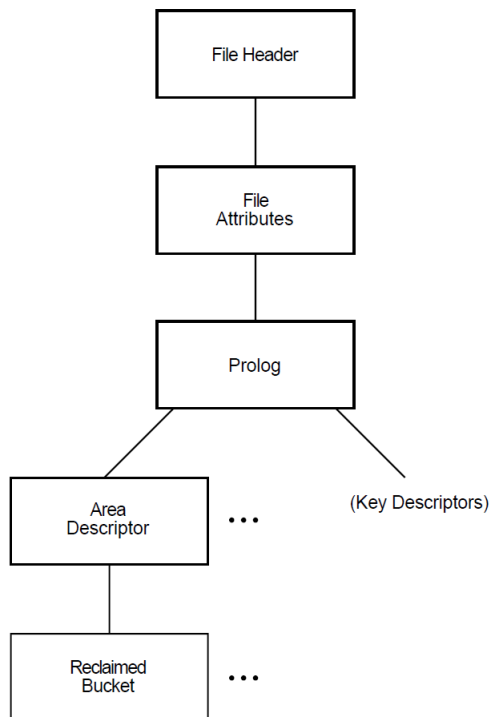 File Header
File
Attributes
Prolog
Area
Descriptor
•••
(Key Descriptors)
Reclaimed
Bucket
•••